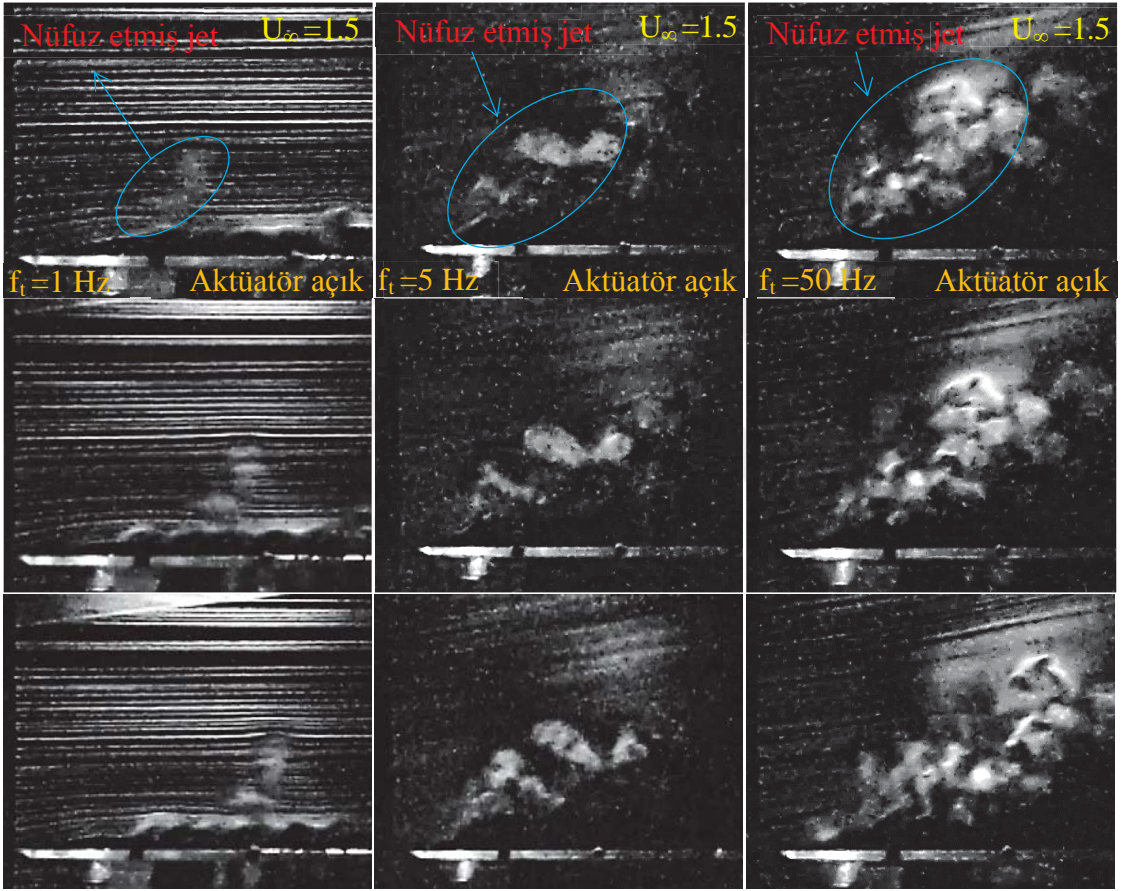 Nüfuz etmiş jet U∞=1.5
Nüfuz etmiş jet U∞=1.5
Nüfuz etmiş jet U∞=1.5
ft=1 Hz Aktüatör açık
ft=5 Hz Aktüatör açık
ft=50 Hz Aktüatör açık